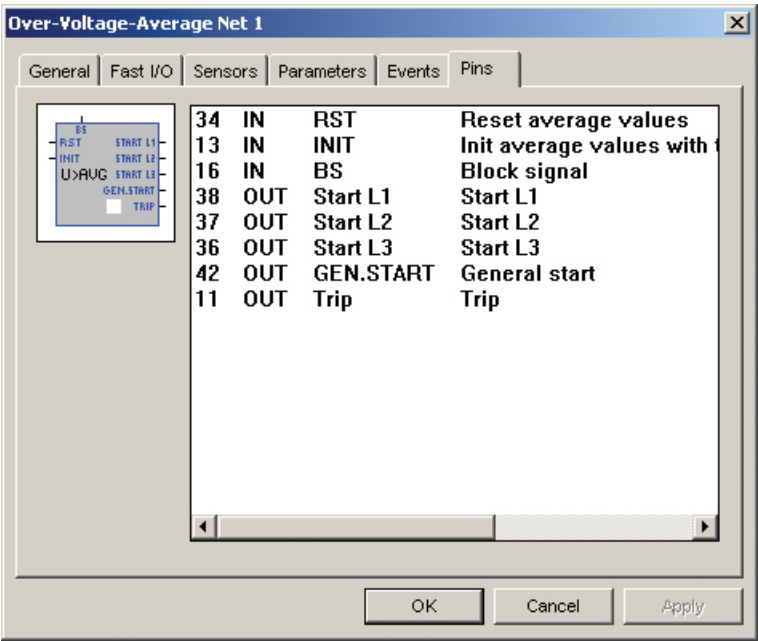 Over-Voltage-Average Net 1
General Fast I/O Sensors Parameters Events Pins
BS
RST START L1
INIT START L2
U>AVG START L3
GEN.START
TRIP
34 IN RST Reset average values
13 IN INIT Init average values with
16 IN BS Block signal
38 OUT Start L1 Start L1
37 OUT Start L2 Start L2
36 OUT Start L3 Start L3
42 OUT GEN.START General start
11 OUT Trip Trip
OK Cancel Apply